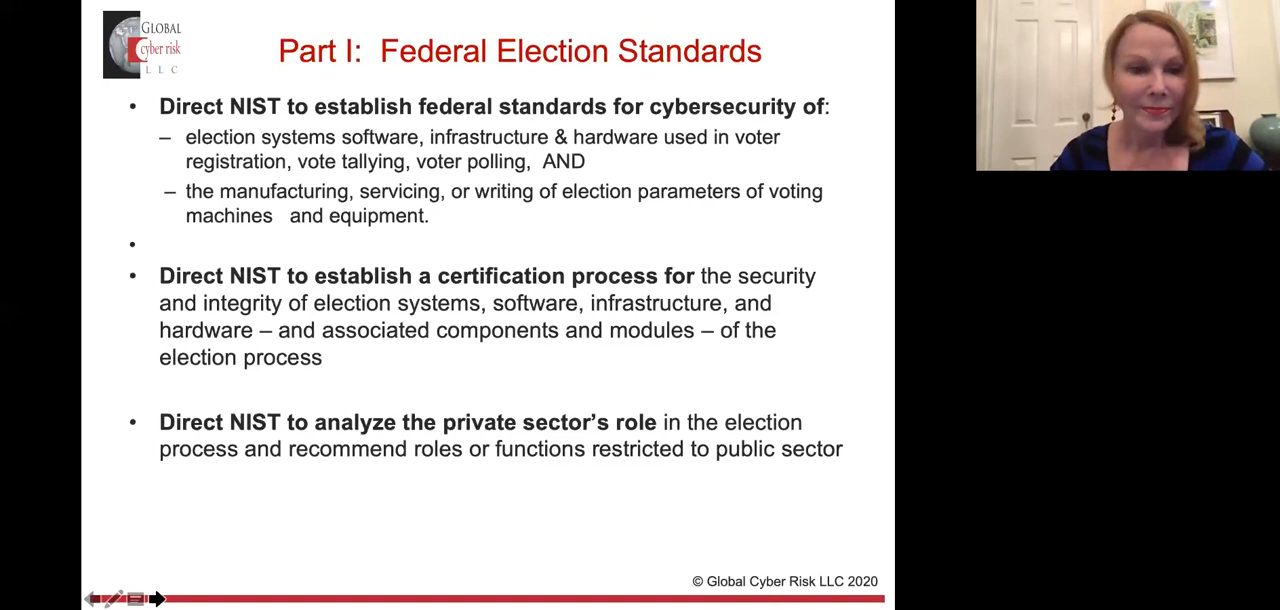 GLOBAL
cyber risk
L L C
Part I: Federal Election Standards
• Direct NIST to establish federal standards for cybersecurity of:
– election systems software, infrastructure & hardware used in voter
registration, vote tallying, voter polling, AND
– the manufacturing, servicing, or writing of election parameters of voting
machines and equipment.
•
• Direct NIST to establish a certification process for the security
and integrity of election systems, software, infrastructure, and
hardware – and associated components and modules – of the
election process
• Direct NIST to analyze the private sector’s role in the election
process and recommend roles or functions restricted to public sector
© Global Cyber Risk LLC 2020